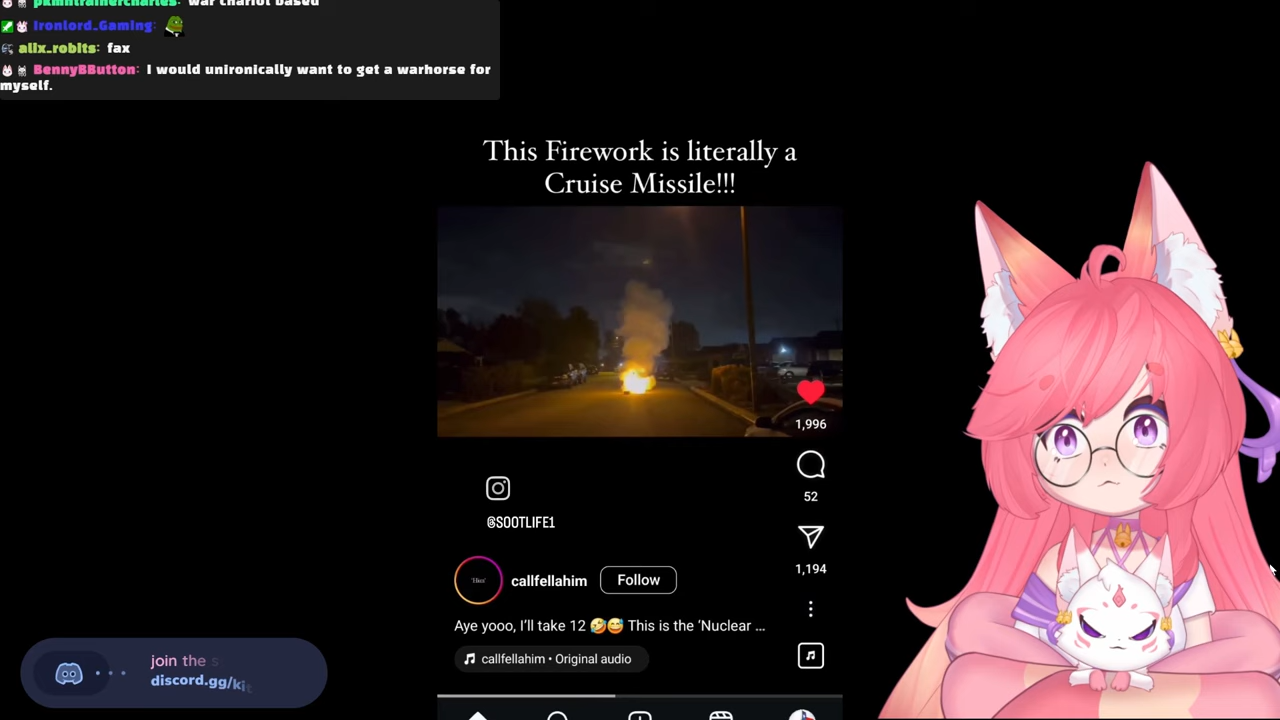 pkmntrainercharles: war chariot based
Ironlord_Gaming:
alix_robits: fax
BennyBButton: I would unironically want to get a warhorse for
myself.
This Firework is literally a
Cruise Missile!!!
1,996
52
@SOOTLIFE1
callfellahim Follow
1,194
Aye yooo, I'll take 12 🤣😅 This is the 'Nuclear ...
callfellahim • Original audio
join the s
discord.gg/kit